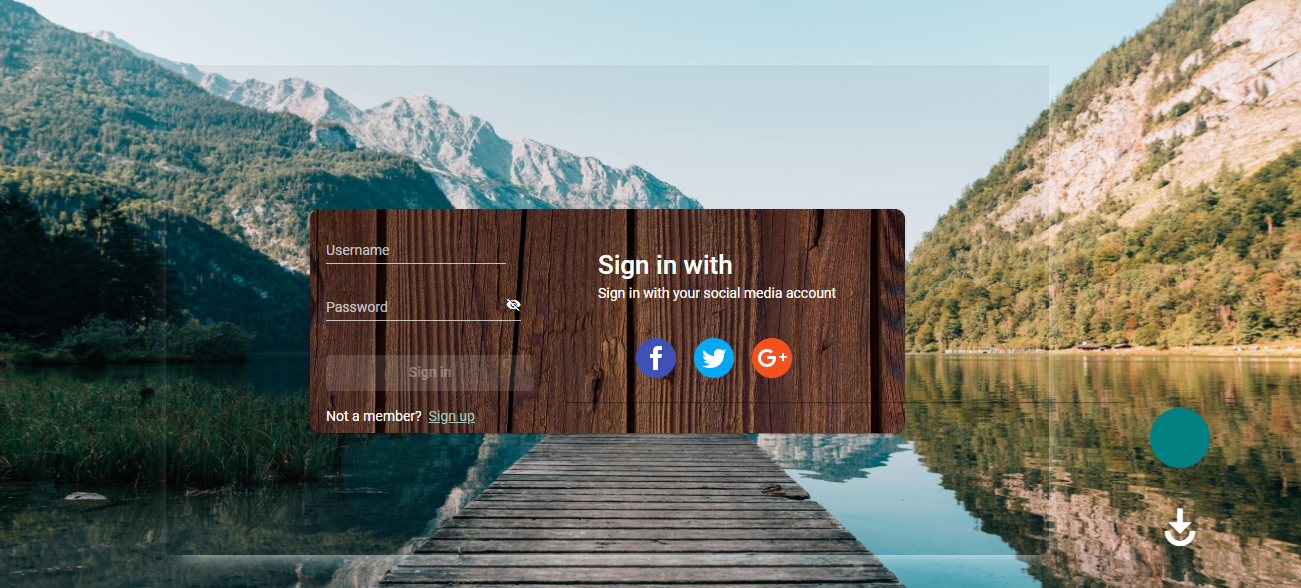 Username
Password
Sign in
Not a member? Sign up
Sign in with
Sign in with your social media account
f
G+